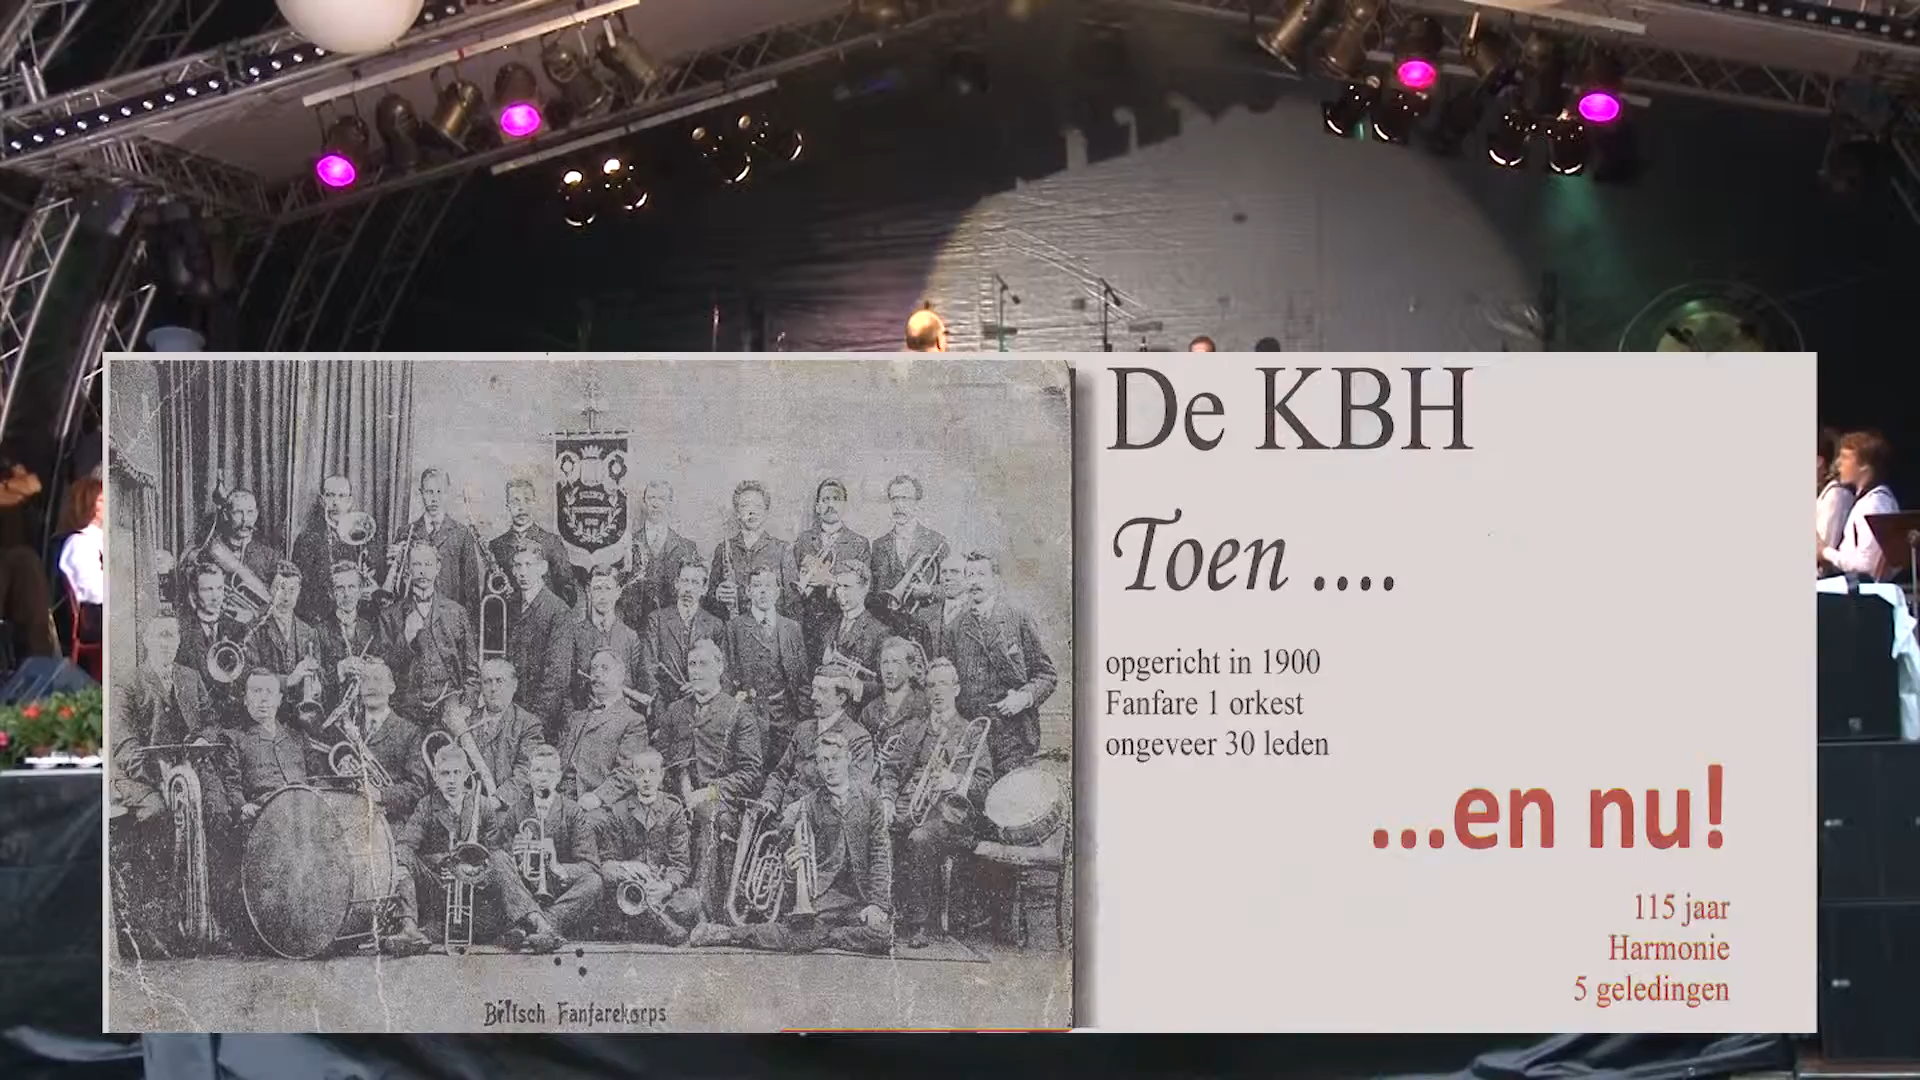 De KBH
Toen ....
opgericht in 1900
Fanfare 1 orkest
ongeveer 30 leden
...en nu!
115 jaar
Harmonie
5 geledingen
Biltsch Fanfarekorps